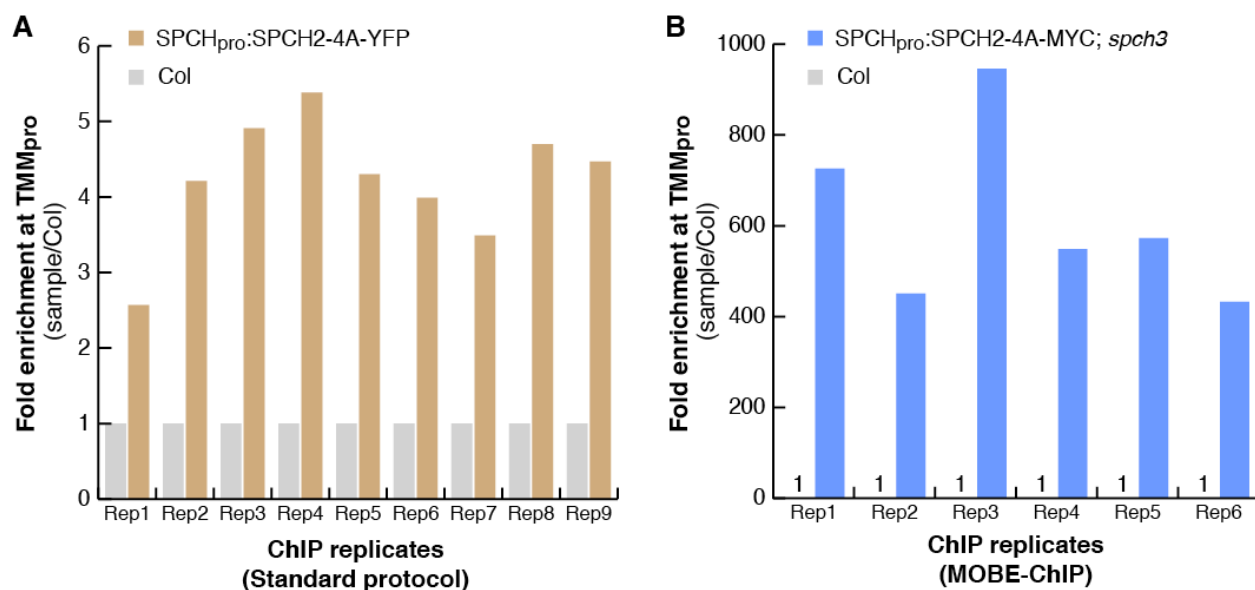 A
SPCHpro:SPCH2-4A-YFP
Col
Fold enrichment at TMMpro
(sample/Col)
6
5
4
3
2
1
0
Rep1 Rep2 Rep3 Rep4 Rep5 Rep6 Rep7 Rep8 Rep9
ChIP replicates
(Standard protocol)
B
SPCHpro:SPCH2-4A-MYC; spch3
Col
Fold enrichment at TMMpro
(sample/Col)
1000
800
600
400
200
0
1 1 1 1 1 1
Rep1 Rep2 Rep3 Rep4 Rep5 Rep6
ChIP replicates
(MOBE-ChIP)